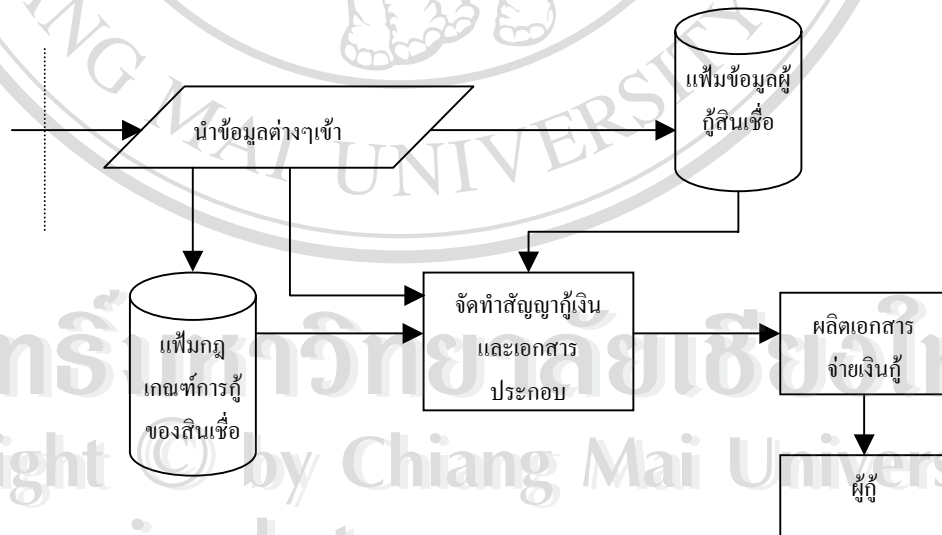 นำข้อมูลต่างๆเข้า
แฟ้มข้อมูลผู้
กู้สินเชื่อ
แฟ้มกฎ
เกณฑ์การกู้
ของสินเชื่อ
จัดทำสัญญากู้เงิน
และเอกสาร
ประกอบ
ผลิตเอกสาร
จ่ายเงินกู้
ผู้กู้
MAI UNIVERSITY
by Chiang Mai